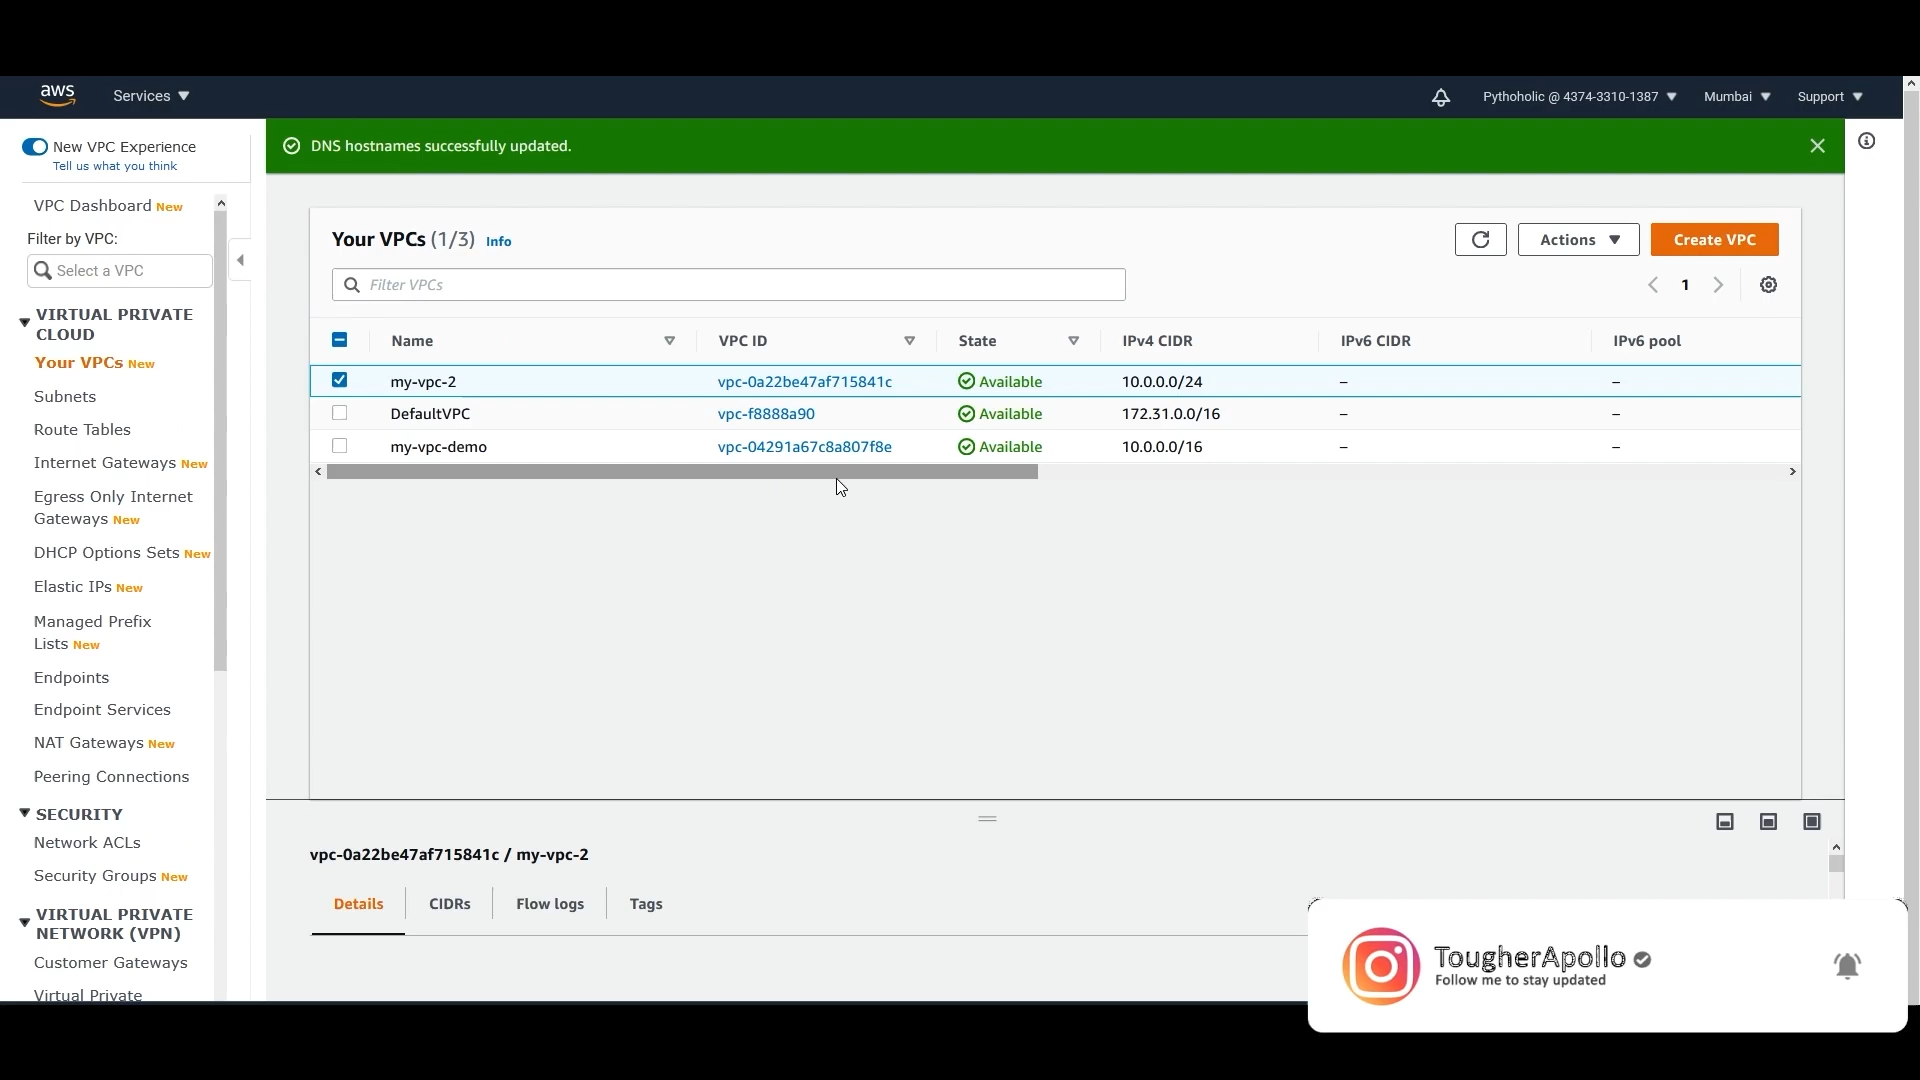 aws
Services
Pythoholic @ 4374-3310-1387
Mumbai
Support
New VPC Experience
Tell us what you think
DNS hostnames successfully updated.
VPC Dashboard New
Filter by VPC:
Select a VPC
VIRTUAL PRIVATE
CLOUD
Your VPCs New
Subnets
Route Tables
Internet Gateways New
Egress Only Internet
Gateways New
DHCP Options Sets New
Elastic IPs New
Managed Prefix
Lists New
Endpoints
Endpoint Services
NAT Gateways New
Peering Connections
SECURITY
Network ACLs
Security Groups New
VIRTUAL PRIVATE
NETWORK (VPN)
Customer Gateways
Virtual Private
Your VPCs (1/3) Info
Actions
Create VPC
Filter VPCs
1
Name VPC ID State IPv4 CIDR IPv6 CIDR IPv6 pool
my-vpc-2 vpc-0a22be47af715841c Available 10.0.0.0/24 – –
DefaultVPC vpc-f8888a90 Available 172.31.0.0/16 – –
my-vpc-demo vpc-04291a67c8a807f8e Available 10.0.0.0/16 – –
vpc-0a22be47af715841c / my-vpc-2
Details CIDRs Flow logs Tags
TougherApollo
Follow me to stay updated